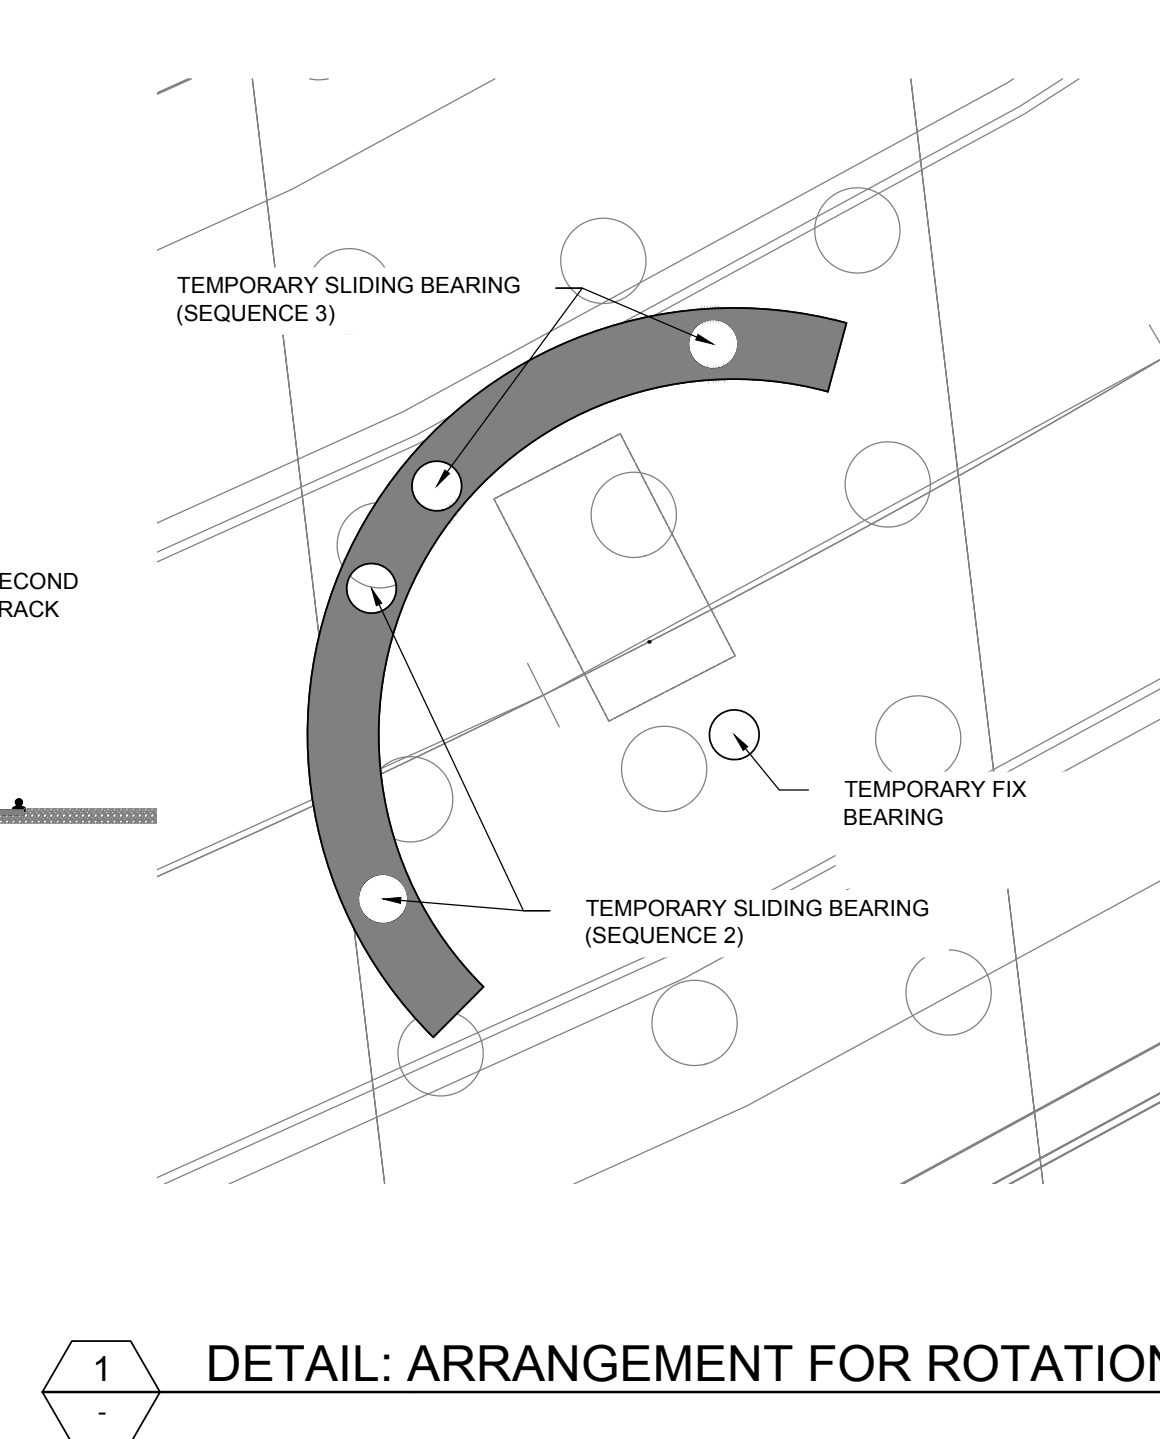 TEMPORARY SLIDING BEARING
(SEQUENCE 3)
ECOND
RACK
TEMPORARY FIX
BEARING
TEMPORARY SLIDING BEARING
(SEQUENCE 2)
1
DETAIL: ARRANGEMENT FOR ROTATION
-